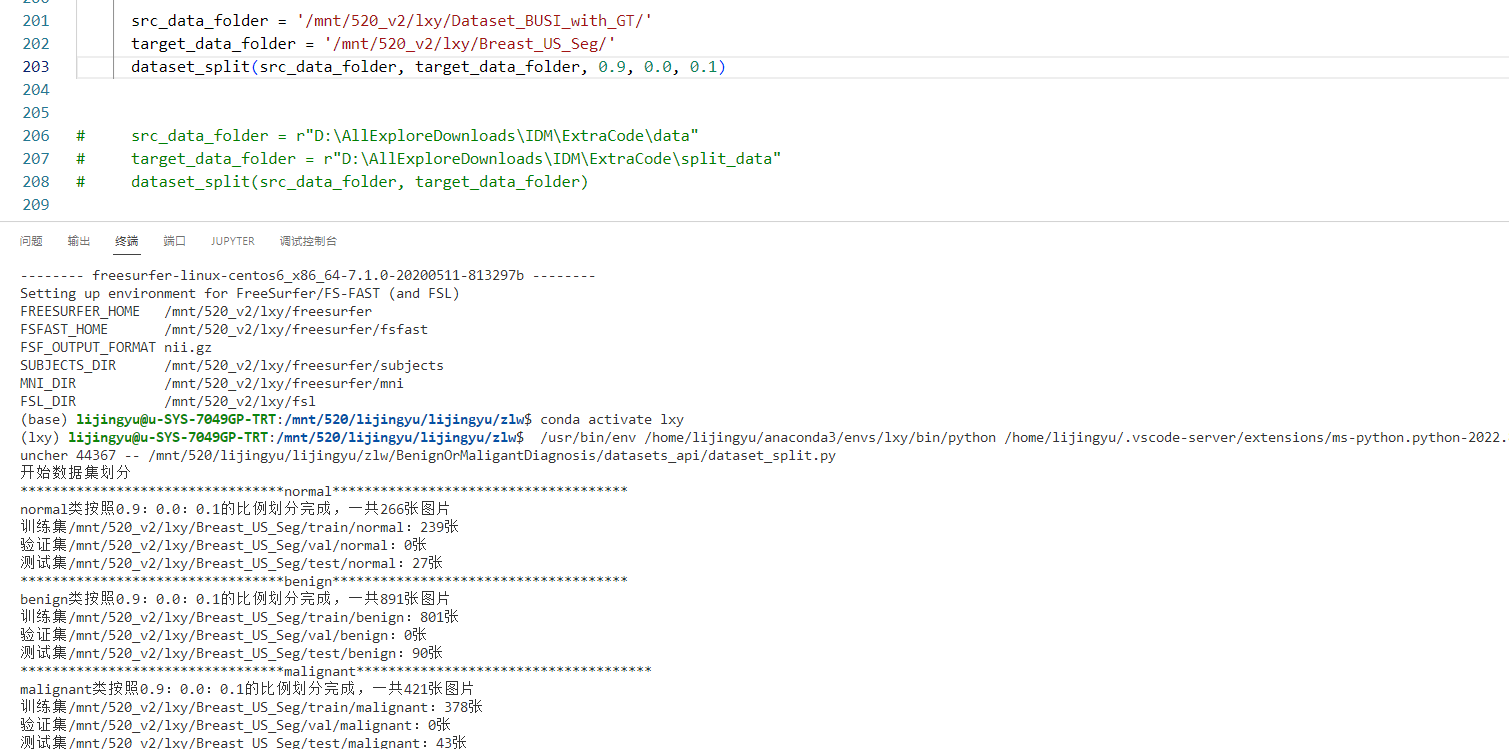 200
201 src_data_folder = '/mnt/520_v2/lxy/Dataset_BUSI_with_GT/'
202 target_data_folder = '/mnt/520_v2/lxy/Breast_US_Seg/'
203 dataset_split(src_data_folder, target_data_folder, 0.9, 0.0, 0.1)
204
205
206 # src_data_folder = r"D:\AllExploreDownloads\IDM\ExtraCode\data"
207 # target_data_folder = r"D:\AllExploreDownloads\IDM\ExtraCode\split_data"
208 # dataset_split(src_data_folder, target_data_folder)
209
问题 输出 终端 端口 JUPYTER 调试控制台
-------- freesurfer-linux-centos6_x86_64-7.1.0-20200511-813297b --------
Setting up environment for FreeSurfer/FS-FAST (and FSL)
FREESURFER_HOME /mnt/520_v2/lxy/freesurfer
FSFAST_HOME /mnt/520_v2/lxy/freesurfer/fsfast
FSF_OUTPUT_FORMAT nii.gz
SUBJECTS_DIR /mnt/520_v2/lxy/freesurfer/subjects
MNI_DIR /mnt/520_v2/lxy/freesurfer/mni
FSL_DIR /mnt/520_v2/lxy/fsl
(base) lijingyu@u-SYS-7049GP-TRT:/mnt/520/lijingyu/lijingyu/zlw$ conda activate lxy
(lxy) lijingyu@u-SYS-7049GP-TRT:/mnt/520/lijingyu/lijingyu/zlw$ /usr/bin/env /home/lijingyu/anaconda3/envs/lxy/bin/python /home/lijingyu/.vscode-server/extensions/ms-python.python-2022.
uncher 44367 -- /mnt/520/lijingyu/lijingyu/zlw/BenignOrMaligantDiagnosis/datasets_api/dataset_split.py
开始数据集划分
*********************************normal*************************************
normal类按照0.9：0.0：0.1的比例划分完成，一共266张图片
训练集/mnt/520_v2/lxy/Breast_US_Seg/train/normal：239张
验证集/mnt/520_v2/lxy/Breast_US_Seg/val/normal：0张
测试集/mnt/520_v2/lxy/Breast_US_Seg/test/normal：27张
*********************************benign*************************************
benign类按照0.9：0.0：0.1的比例划分完成，一共891张图片
训练集/mnt/520_v2/lxy/Breast_US_Seg/train/benign：801张
验证集/mnt/520_v2/lxy/Breast_US_Seg/val/benign：0张
测试集/mnt/520_v2/lxy/Breast_US_Seg/test/benign：90张
*********************************malignant*************************************
malignant类按照0.9：0.0：0.1的比例划分完成，一共421张图片
训练集/mnt/520_v2/lxy/Breast_US_Seg/train/malignant：378张
验证集/mnt/520_v2/lxy/Breast_US_Seg/val/malignant：0张
测试集/mnt/520_v2/lxy/Breast_US_Seg/test/malignant：43张